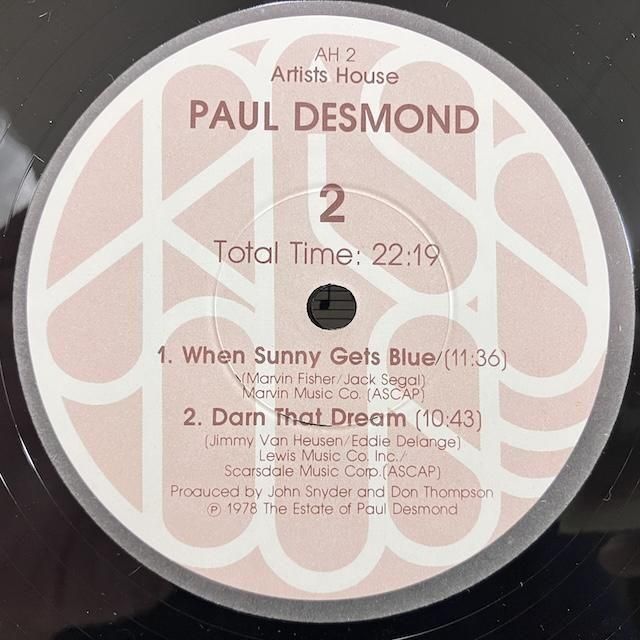 AH 2
Artists House
PAUL DESMOND
2
Total Time: 22:19
1. When Sunny Gets Blue/(11:36)
(Marvin Fisher/Jack Segal)
Marvin Music Co. (ASCAP)
2. Darn That Dream (10:43)
(Jimmy Van Heusen/Eddie Delange)
Lewis Music Co. Inc./
Scarsdale Music Corp.(ASCAP)
Produced by John Snyder and Don Thompson
℗ 1978 The Estate of Paul Desmond